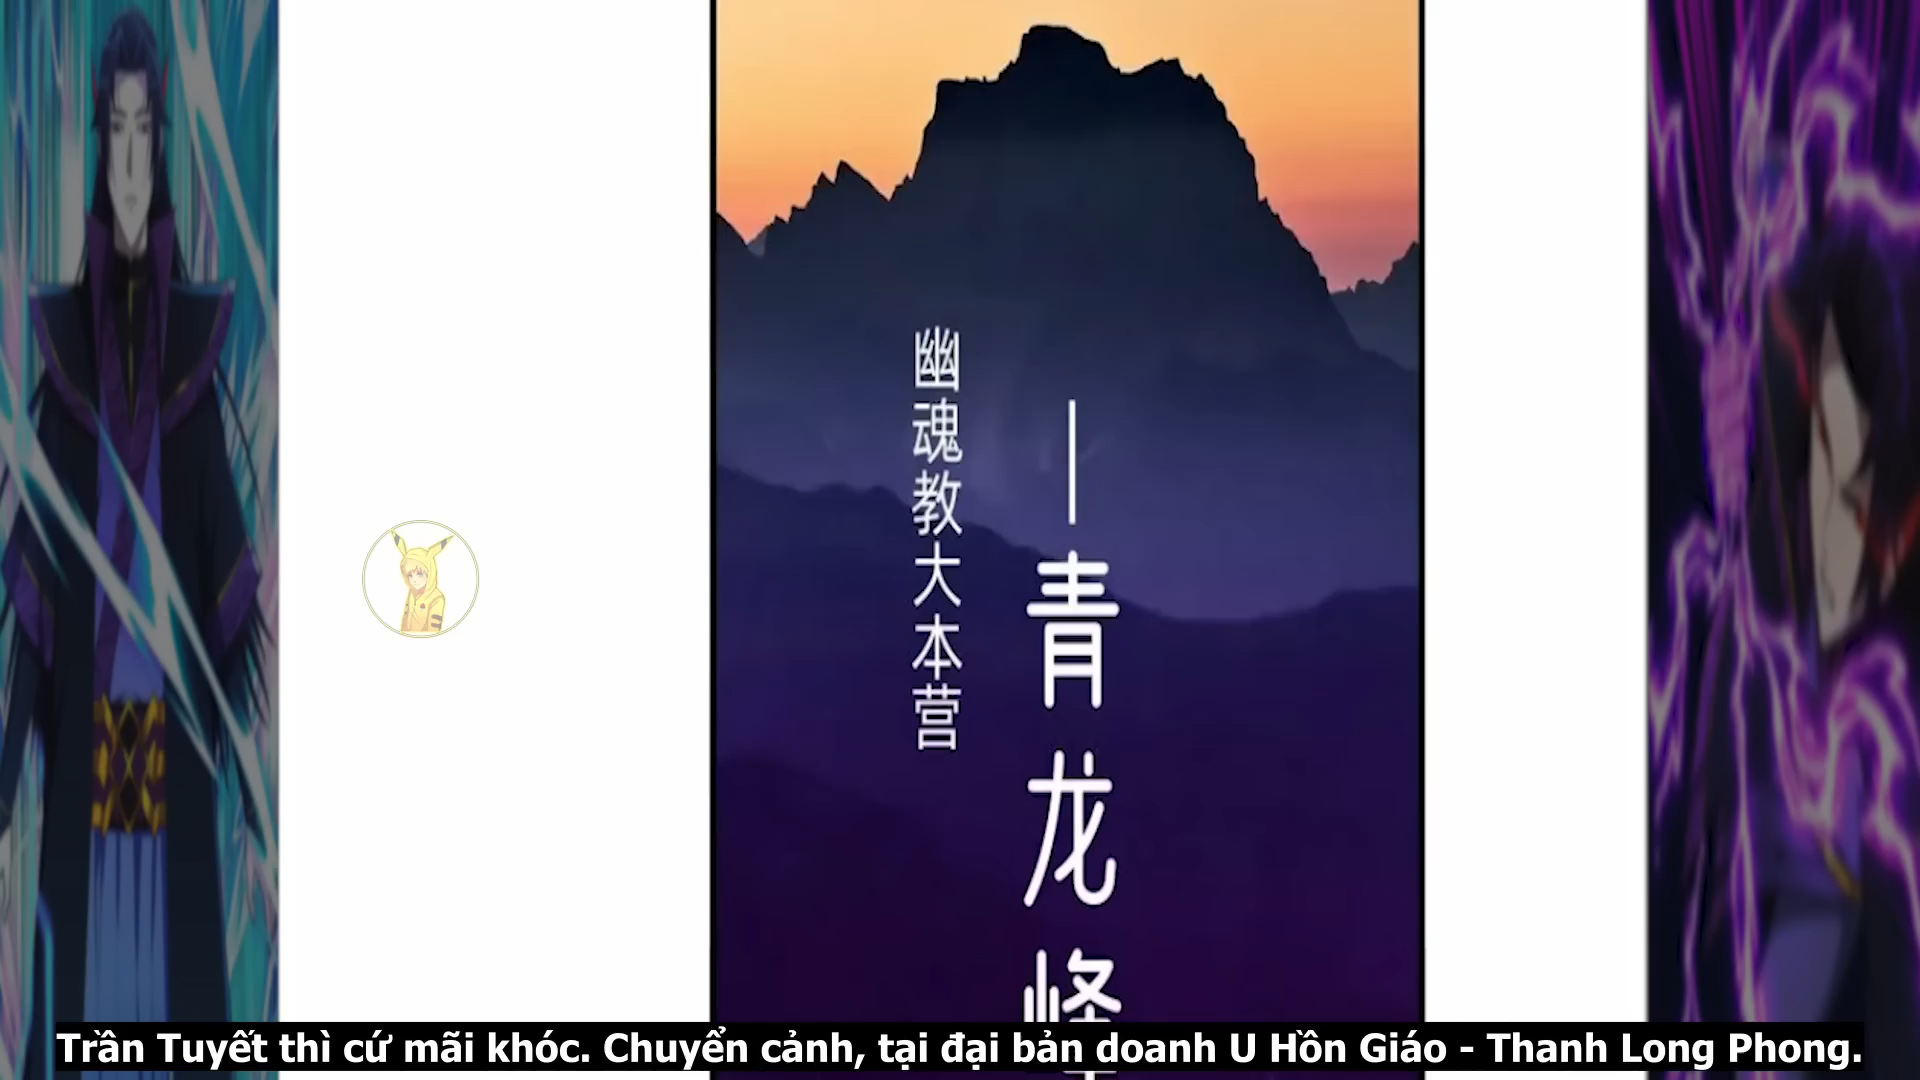 幽魂教大本营
—青龙峰
Trần Tuyết thì cứ mãi khóc. Chuyển cảnh, tại đại bản doanh U Hồn Giáo - Thanh Long Phong.